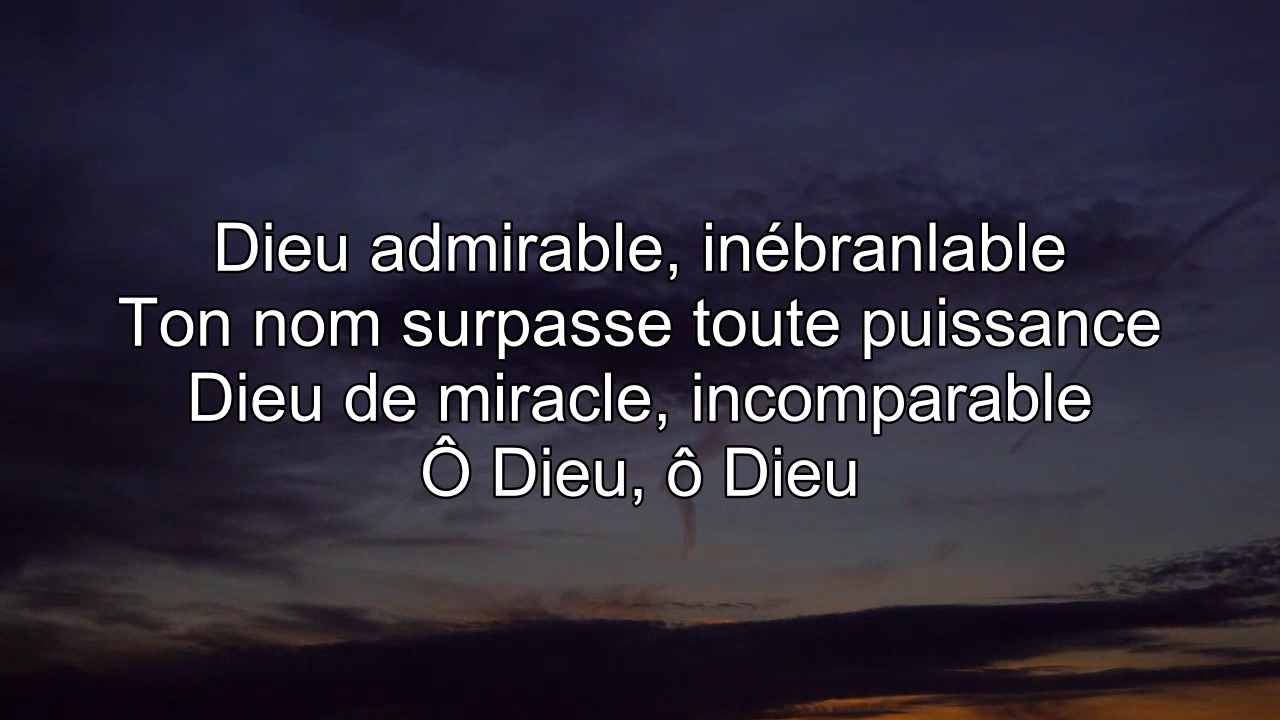 Dieu admirable, inébranlable
Ton nom surpasse toute puissance
Dieu de miracle, incomparable
Ô Dieu, ô Dieu